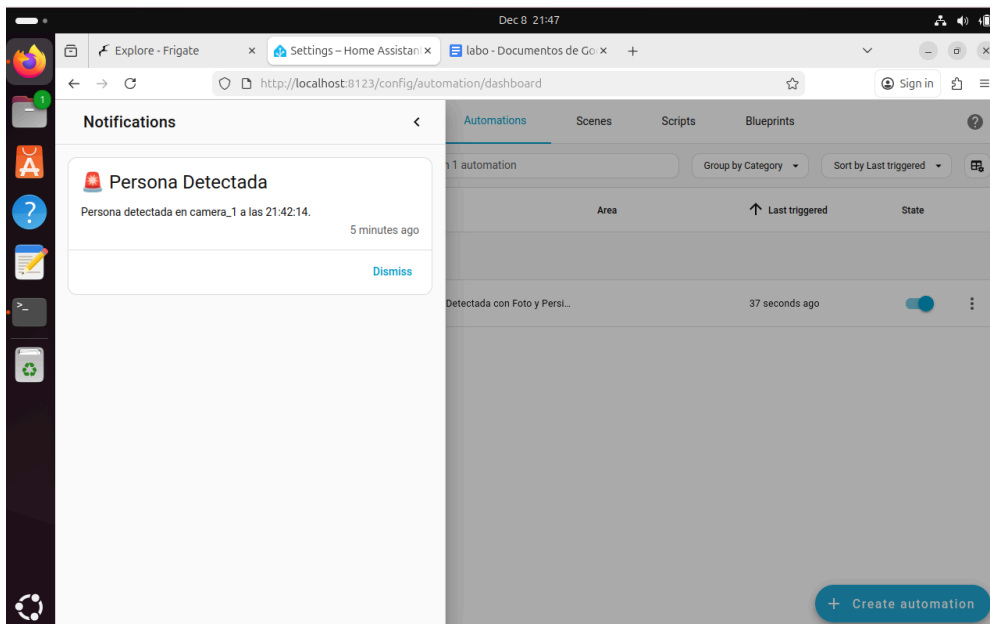 Dec 8 21:47
Explore - Frigate
Settings – Home Assistan
labo - Documentos de Go
http://localhost:8123/config/automation/dashboard
Sign in
1
Notifications
Automations Scenes Scripts Blueprints
1 automation
Group by Category
Sort by Last triggered
Persona Detectada
Persona detectada en camera_1 a las 21:42:14.
5 minutes ago
Dismiss
Area
Last triggered
State
Detectada con Foto y Persi...
37 seconds ago
Create automation